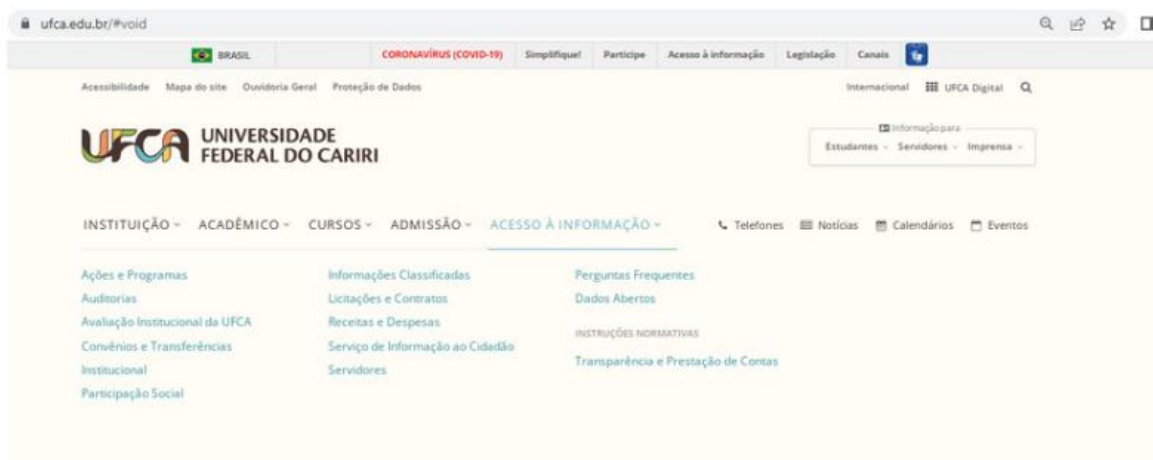 ufca.edu.br/#void
BRASIL CORONAVÍRUS (COVID-19) Simplifique! Participe Acesso à informação Legislação Canais
Acessibilidade Mapa do site Ouvidoria Geral Proteção de Dados Internacional UFCA Digital
UFCA UNIVERSIDADE
FEDERAL DO CARIRI
Informação para
Estudantes Servidores Imprensa
INSTITUIÇÃO ACADÊMICO CURSOS ADMISSÃO ACESSO À INFORMAÇÃO Telefones Notícias Calendários Eventos
Ações e Programas Informações Classificadas Perguntas Frequentes
Auditorias Licitações e Contratos Dados Abertos
Avaliação Institucional da UFCA Receitas e Despesas
INSTRUÇÕES NORMATIVAS
Convênios e Transferências Serviço de Informação ao Cidadão
Transparência e Prestação de Contas
Institucional Servidores
Participação Social